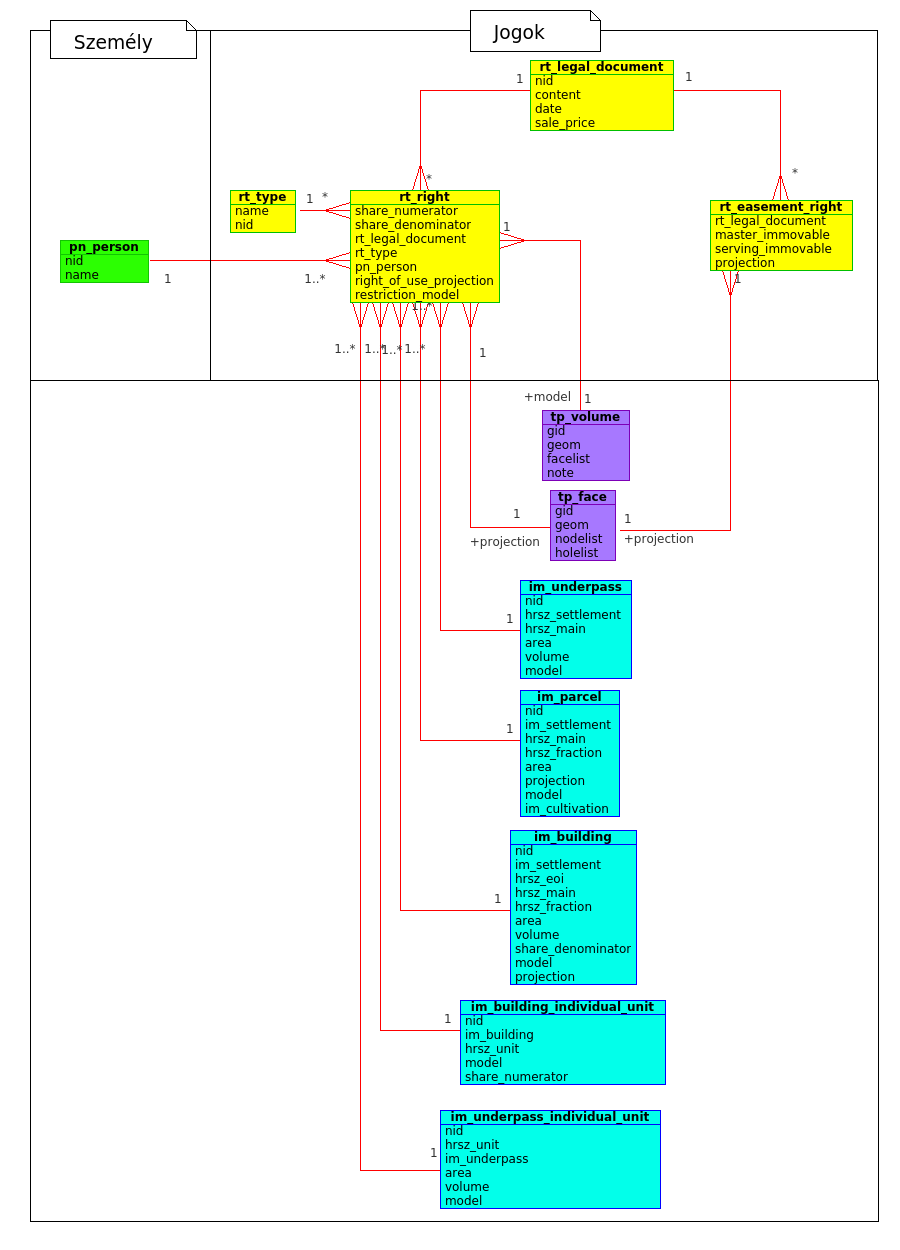 Személy
Jogok
rt_legal_document
nid
content
date
sale_price
1
1
*
*
rt_type
name
nid
1
*
rt_right
share_numerator
share_denominator
rt_legal_document
rt_type
pn_person
right_of_use_projection
restriction_model
1
rt_easement_right
rt_legal_document
master_immovable
serving_immovable
projection
1
pn_person
nid
name
1
1..*
1..*
1..*
1..*
1..*
1..*
1
+model
1
tp_volume
gid
geom
facelist
note
tp_face
gid
geom
nodelist
holelist
1
+projection
1
+projection
im_underpass
nid
hrsz_settlement
hrsz_main
area
volume
model
1
im_parcel
nid
im_settlement
hrsz_main
hrsz_fraction
area
projection
model
im_cultivation
1
im_building
nid
im_settlement
hrsz_eoi
hrsz_main
hrsz_fraction
area
volume
share_denominator
model
projection
1
im_building_individual_unit
nid
im_building
hrsz_unit
model
share_numerator
1
im_underpass_individual_unit
nid
hrsz_unit
im_underpass
area
volume
model
1